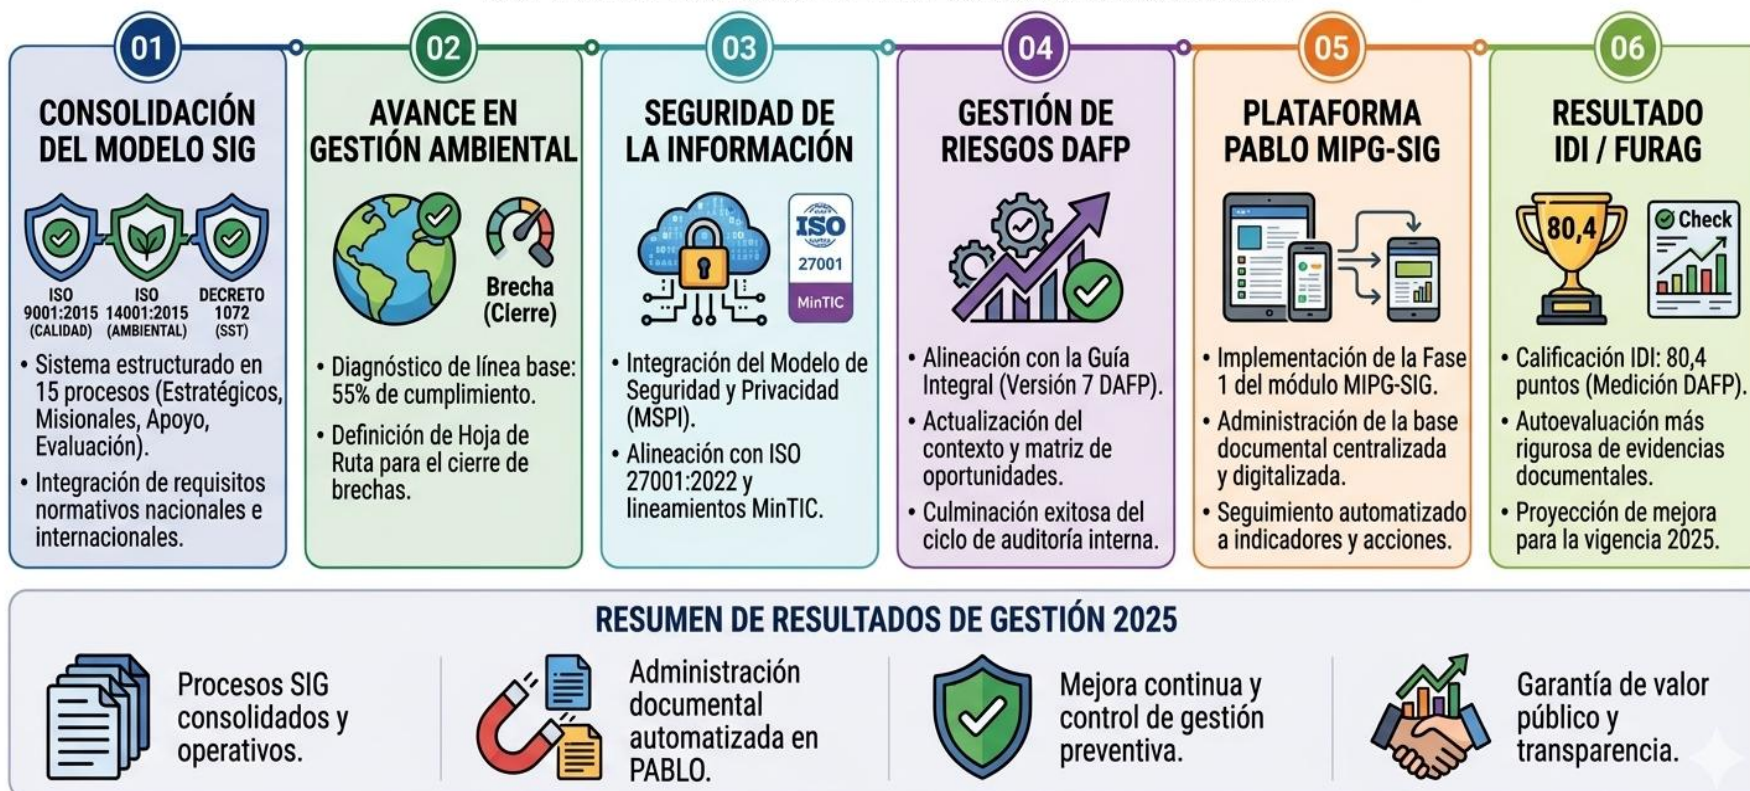 01
CONSOLIDACIÓN
DEL MODELO SIG
ISO
9001:2015
(CALIDAD)
ISO
14001:2015
(AMBIENTAL)
DECRETO
1072
(SST)
• Sistema estructurado en
15 procesos (Estratégicos,
Misionales, Apoyo,
Evaluación).
• Integración de requisitos
normativos nacionales e
internacionales.
02
AVANCE EN
GESTIÓN AMBIENTAL
Brecha
(Clerre)
• Diagnóstico de línea base:
55% de cumplimiento.
• Definición de Hoja de
Ruta para el cierre de
brechas.
03
SEGURIDAD DE
LA INFORMACIÓN
ISO
27001
MinTIC
• Integración del Modelo de
Seguridad y Privacidad
(MSPI).
• Alineación con ISO
27001:2022 y
lineamientos MinTIC.
04
GESTIÓN DE
RIESGOS DAFP
• Alineación con la Guía
Integral (Versión 7 DAFP).
• Actualización del
contexto y matriz de
oportunidades.
• Culminación exitosa del
ciclo de auditoría interna.
05
PLATAFORMA
PABLO MIPG-SIG
• Implementación de la Fase
1 del módulo MIPG-SIG.
• Administración de la base
documental centralizada
y digitalizada.
• Seguimiento automatizado
a indicadores y acciones.
06
RESULTADO
IDI / FURAG
80,4
Check
• Calificación IDI: 80,4
puntos (Medición DAFP).
• Autoevaluación más
rigurosa de evidencias
documentales.
• Proyección de mejora
para la vigencia 2025.
RESUMEN DE RESULTADOS DE GESTIÓN 2025
Procesos SIG
consolidados y
operativos.
Administración
documental
automatizada en
PABLO.
Mejora continua y
control de gestión
preventiva.
Garantía de valor
público y
transparencia.